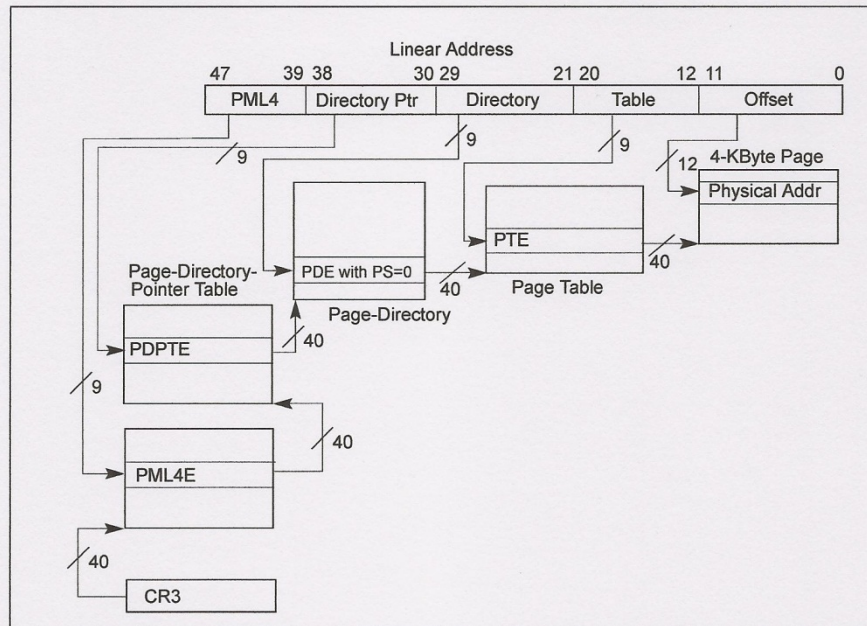 Linear Address
47 39 38 30 29 21 20 12 11 0
PML4 Directory Ptr Directory Table Offset
9 9 9 12 4-KByte Page
Physical Addr
PTE
40
PDE with PS=0 40 Page Table
Page-Directory-
Pointer Table
Page-Directory
40
PDPTE
9
40
PML4E
40
CR3